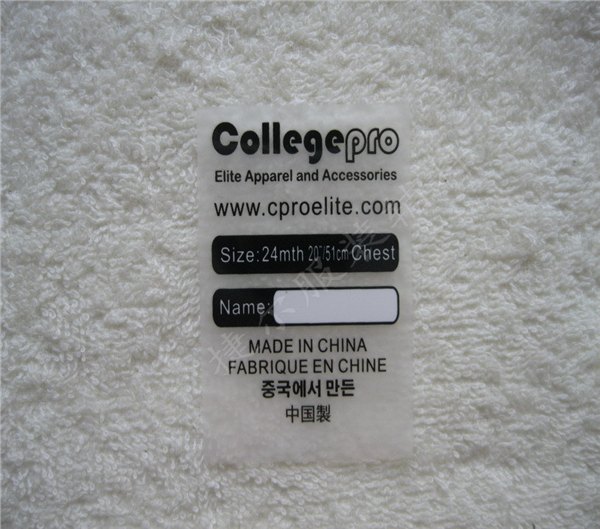 Collegepro
Elite Apparel and Accessories
www.cproelite.com
Size:24mth 20"/51cm Chest
Name:
MADE IN CHINA
FABRIQUE EN CHINE
중국에서 만든
中国製